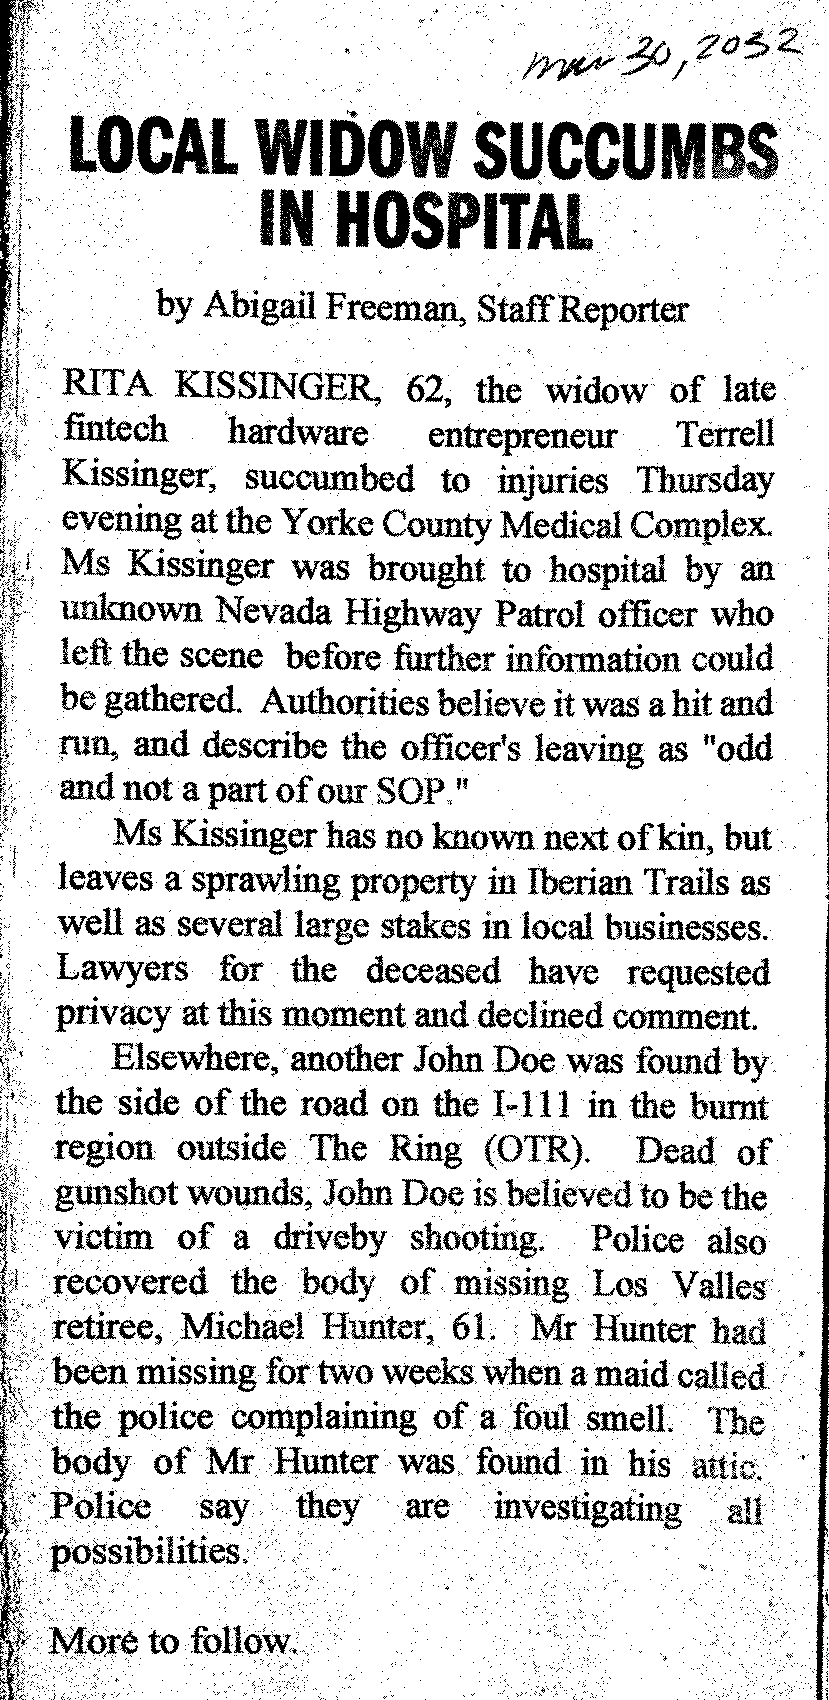 Mar 30, 2032
LOCAL WIDOW SUCCUMBS
IN HOSPITAL
by Abigail Freeman, Staff Reporter
RITA KISSINGER, 62, the widow of late
fintech hardware entrepreneur Terrell
Kissinger, succumbed to injuries Thursday
evening at the Yorke County Medical Complex.
Ms Kissinger was brought to hospital by an
unknown Nevada Highway Patrol officer who
left the scene before further information could
be gathered. Authorities believe it was a hit and
run, and describe the officer's leaving as "odd
and not a part of our SOP."
Ms Kissinger has no known next of kin, but
leaves a sprawling property in Iberian Trails as
well as several large stakes in local businesses.
Lawyers for the deceased have requested
privacy at this moment and declined comment.
Elsewhere, another John Doe was found by
the side of the road on the I-111 in the burnt
region outside The Ring (OTR). Dead of
gunshot wounds, John Doe is believed to be the
victim of a driveby shooting. Police also
recovered the body of missing Los Valles
retiree, Michael Hunter, 61. Mr Hunter had
been missing for two weeks when a maid called
the police complaining of a foul smell. The
body of Mr Hunter was found in his attic.
Police say they are investigating all
possibilities.
More to follow.